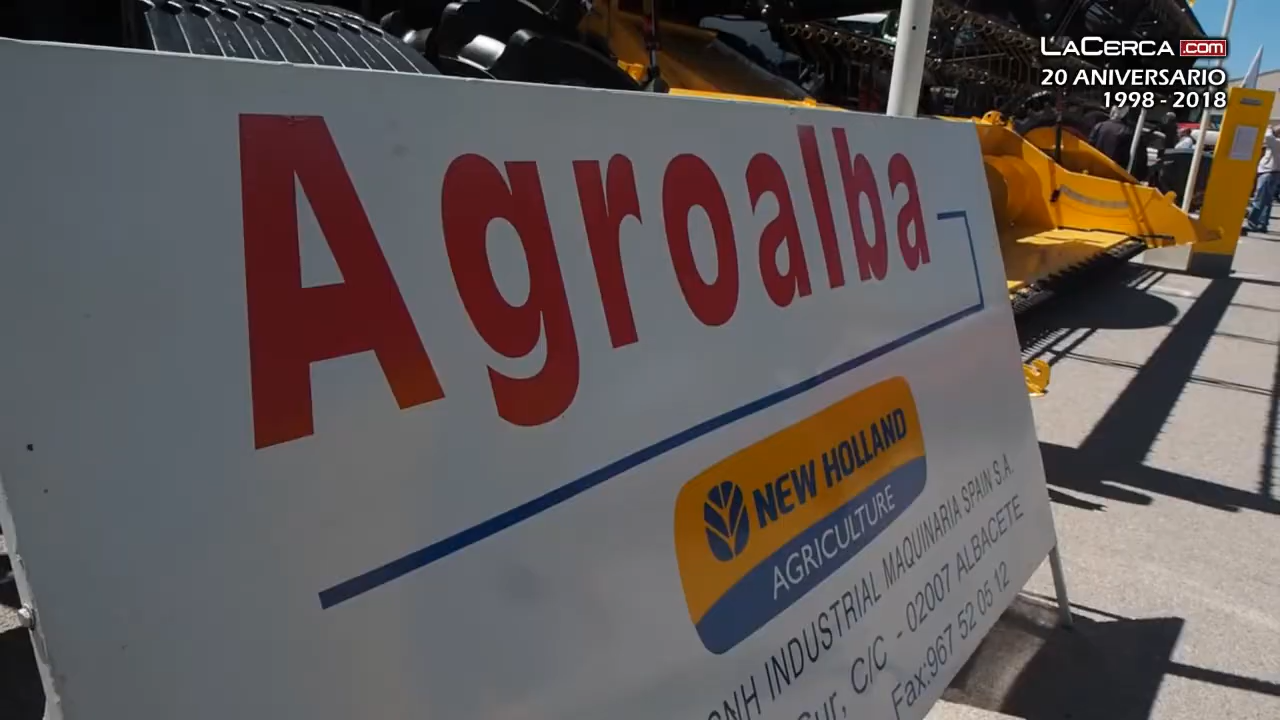 LACERCA.com
20 ANIVERSARIO
1998 - 2018
Agroalba
NEW HOLLAND
AGRICULTURE
CNH INDUSTRIAL MAQUINARIA SPAIN S.A.
Sur, C/C - 02007 ALBACETE
Fax:967 52 05 12